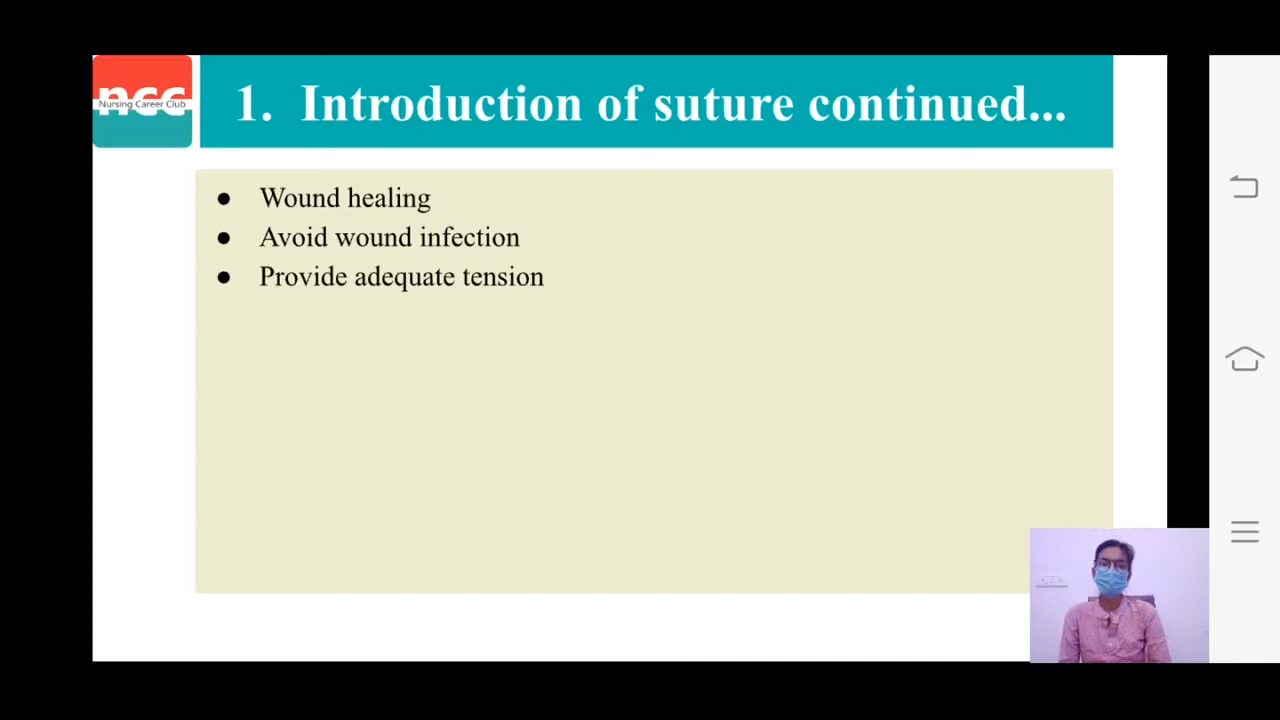 ncc
Nursing Career Club
1. Introduction of suture continued...
● Wound healing
● Avoid wound infection
● Provide adequate tension